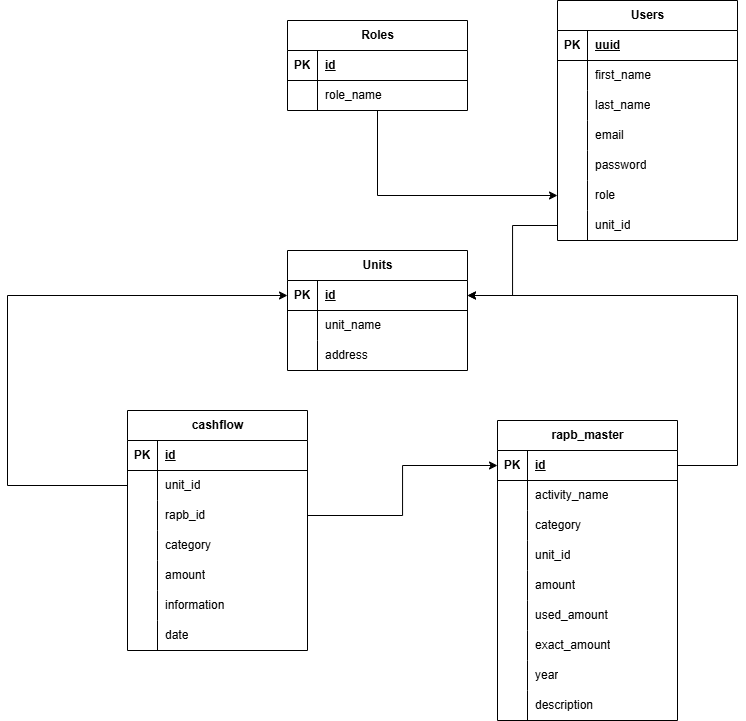 Roles
PK id
role_name
Users
PK uuid
first_name
last_name
email
password
role
unit_id
Units
PK id
unit_name
address
cashflow
PK id
unit_id
rapb_id
category
amount
information
date
rapb_master
PK id
activity_name
category
unit_id
amount
used_amount
exact_amount
year
description